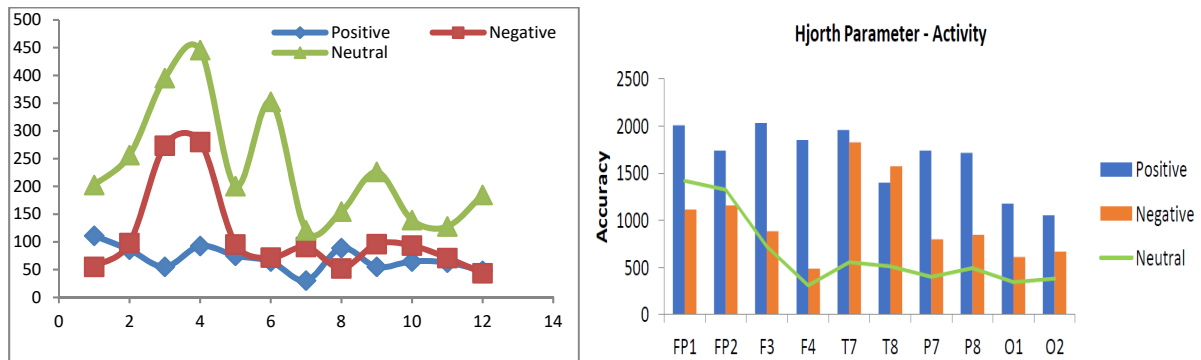 Positive Negative
Neutral
500
450
400
350
300
250
200
150
100
50
0
0 2 4 6 8 10 12 14
Hjorth Parameter - Activity
Accuracy
2500
2000
1500
1000
500
0
FP1 FP2 F3 F4 T7 T8 P7 P8 O1 O2
Positive
Negative
Neutral